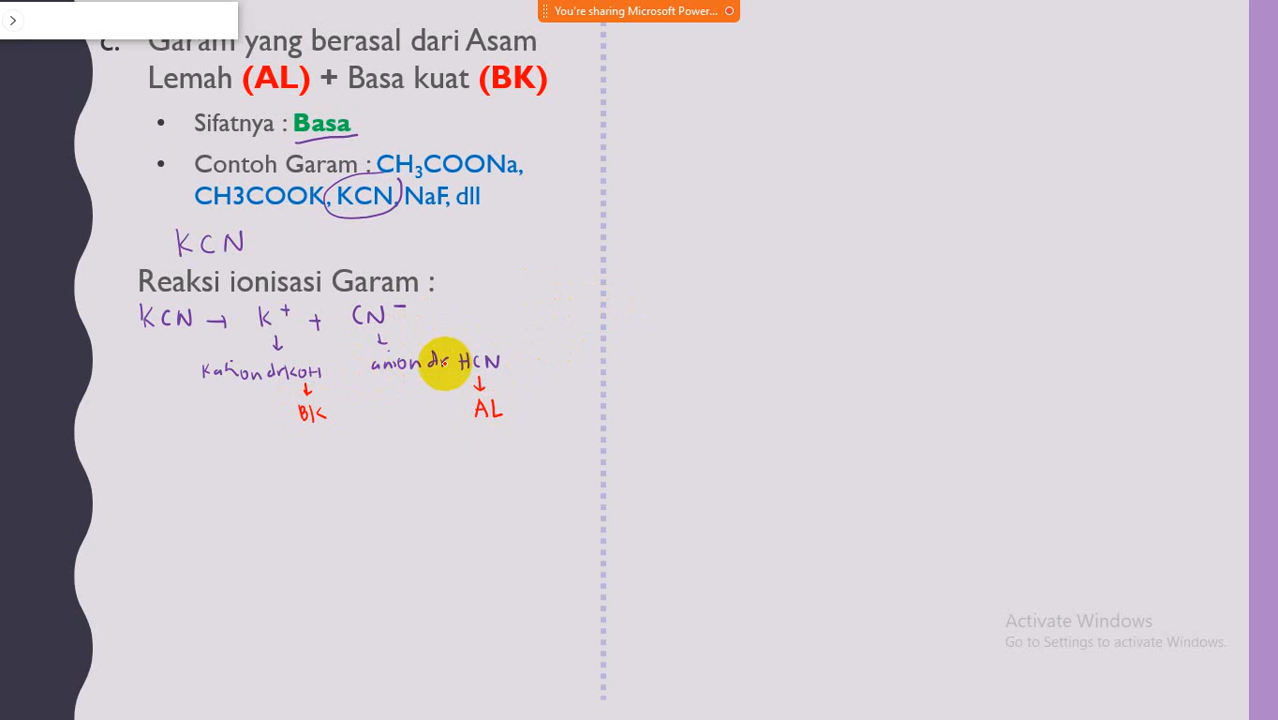 You're sharing Microsoft Power...
c. Garam yang berasal dari Asam
Lemah (AL) + Basa kuat (BK)
• Sifatnya : Basa
• Contoh Garam : CH₃COONa,
CH3COOK, KCN, NaF, dll
KCN
Reaksi ionisasi Garam :
KCN → K⁺ + CN⁻
Kation dr KOH anion dr HCN
BK AL
Activate Windows
Go to Settings to activate Windows.